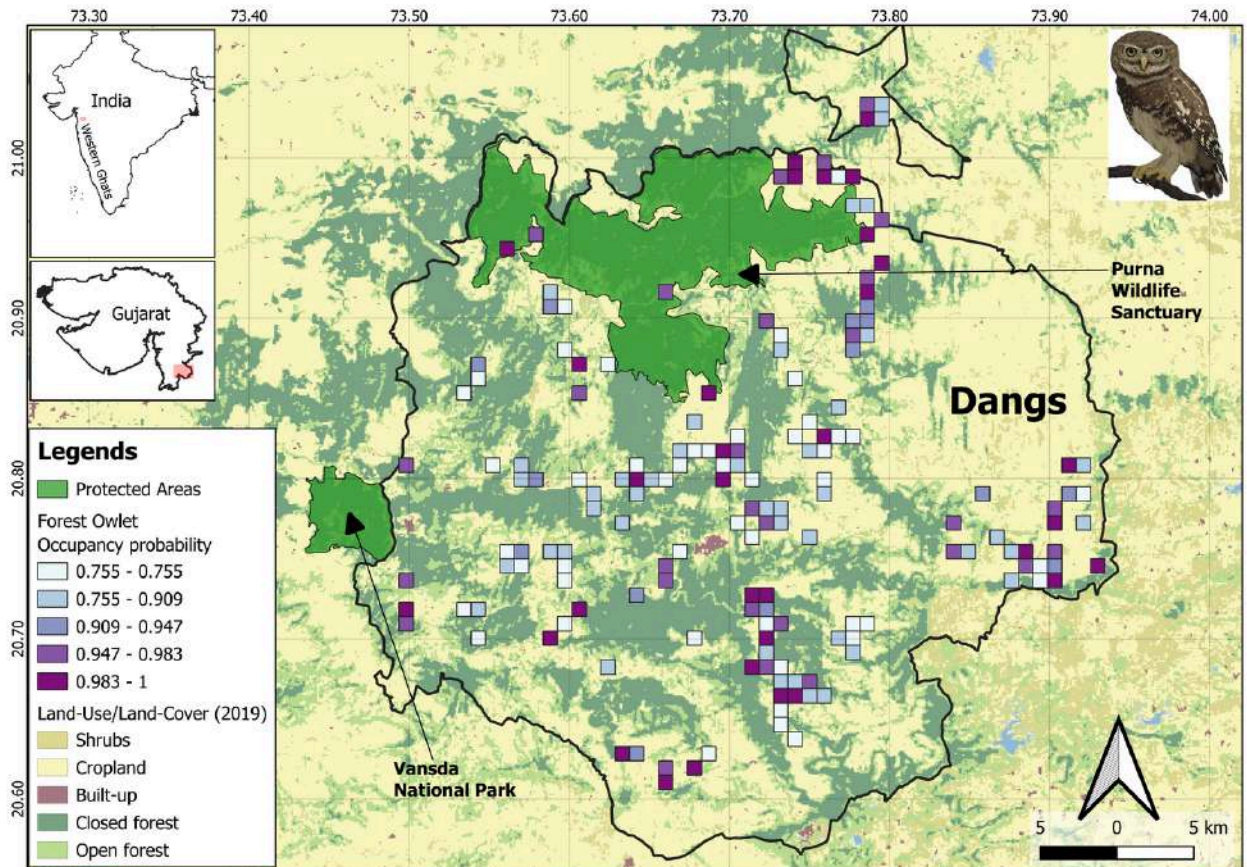 73.30 73.40 73.50 73.60 73.70 73.80 73.90 74.00
India
Western Ghats
Gujarat
21.00
20.90
20.80
20.70
20.60
Purna
Wildlife
Sanctuary
Dangs
Vansda
National Park
Legends
Protected Areas
Forest Owlet
Occupancy probability
0.755 - 0.755
0.755 - 0.909
0.909 - 0.947
0.947 - 0.983
0.983 - 1
Land-Use/Land-Cover (2019)
Shrubs
Cropland
Built-up
Closed forest
Open forest
5 0 5 km